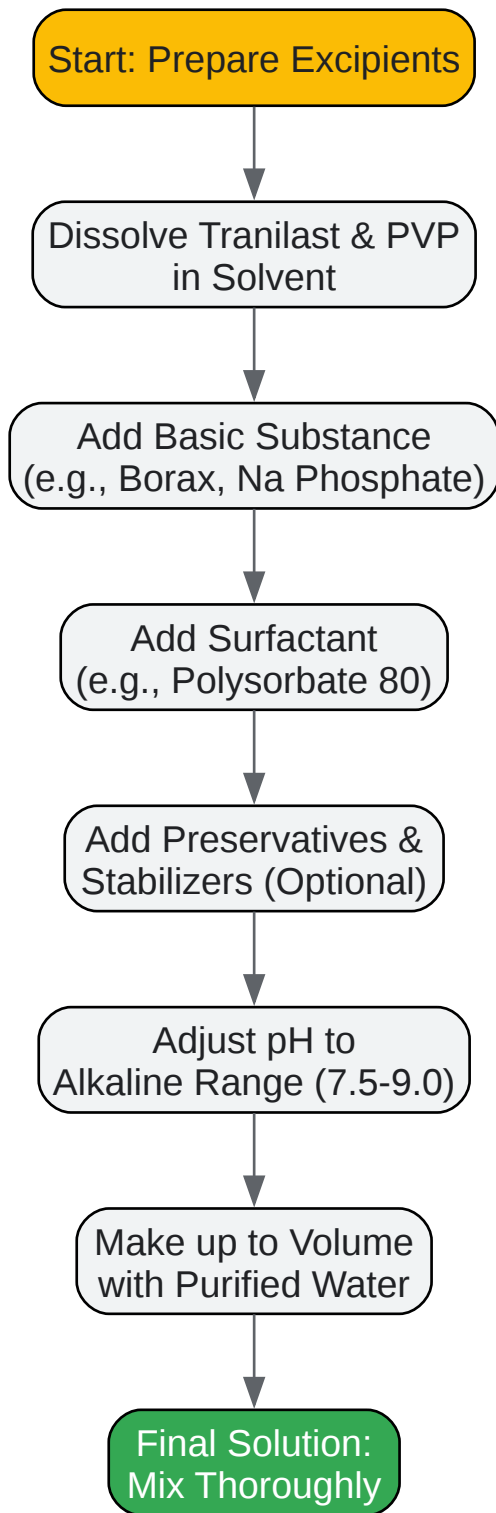 Start: Prepare Excipients
Dissolve Tranilast & PVP
in Solvent
Add Basic Substance
(e.g., Borax, Na Phosphate)
Add Surfactant
(e.g., Polysorbate 80)
Add Preservatives &
Stabilizers (Optional)
Adjust pH to
Alkaline Range (7.5-9.0)
Make up to Volume
with Purified Water
Final Solution:
Mix Thoroughly